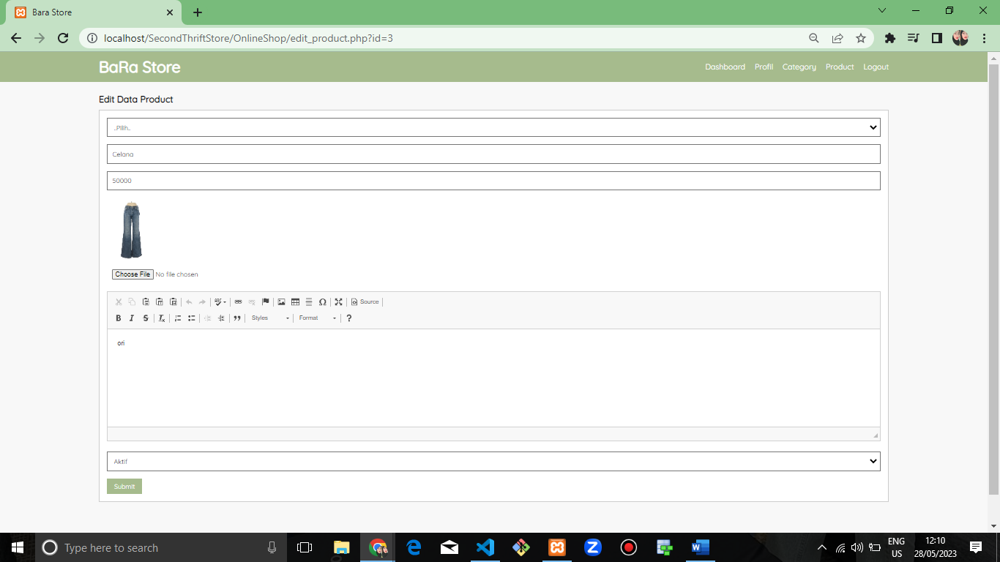 Bara Store
localhost/SecondThriftStore/OnlineShop/edit_product.php?id=3
BaRa Store
Dashboard Profil Category Product Logout
Edit Data Product
..Pilih..
Celana
50000
Choose File No file chosen
Source
B I S Tx Styles Format ?
ori
Aktif
Submit
Type here to search
ENG
US
12:10
28/05/2023